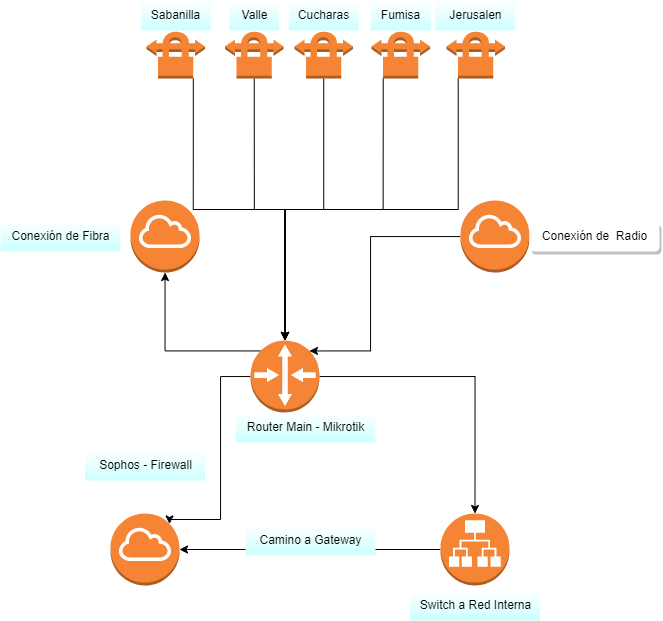 Sabanilla
Valle
Cucharas
Fumisa
Jerusalen
Conexión de Fibra
Conexión de Radio
Router Main - Mikrotik
Sophos - Firewall
Camino a Gateway
Switch a Red Interna